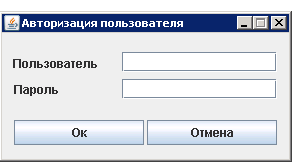 Авторизация пользователя
Пользователь
Пароль
Ок
Отмена